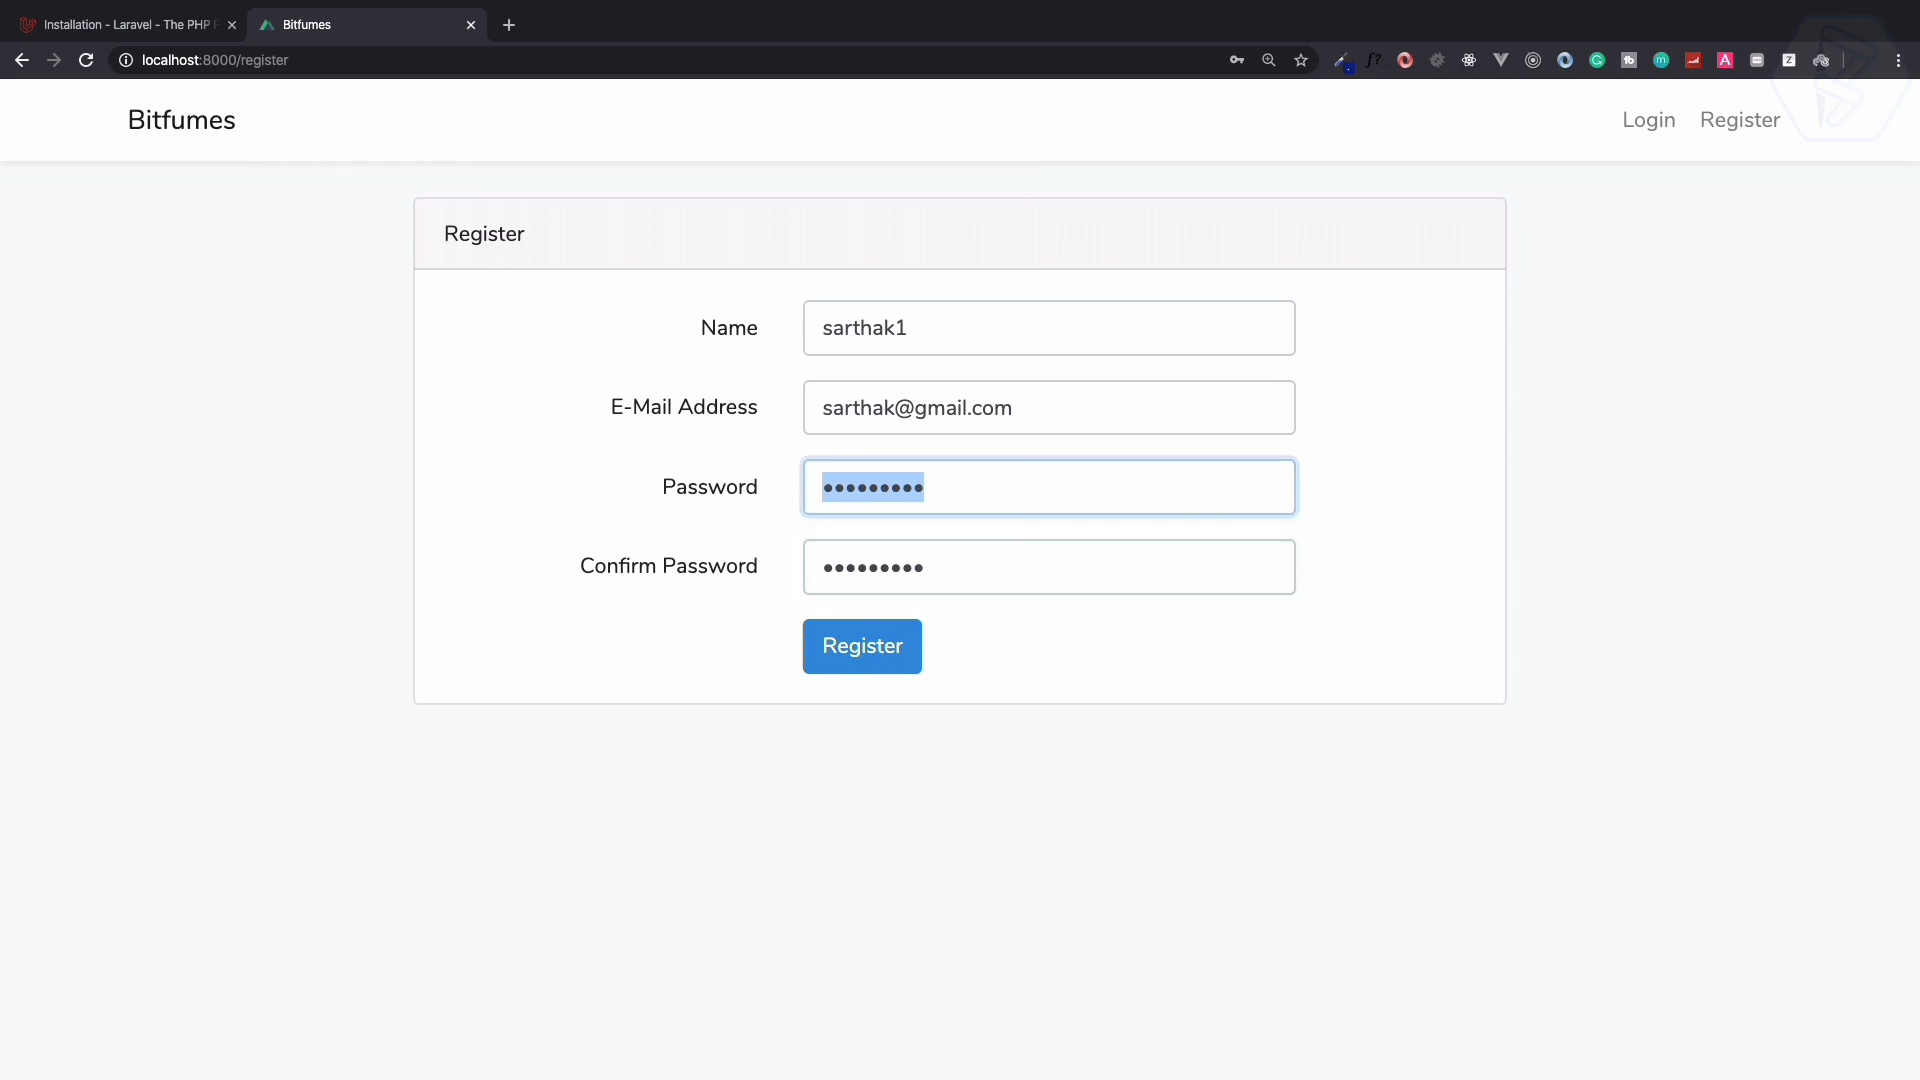 Installation - Laravel - The PHP F
Bitfumes
localhost:8000/register
Bitfumes
Login Register
Register
Name sarthak1
E-Mail Address sarthak@gmail.com
Password •••••••••
Confirm Password •••••••••
Register